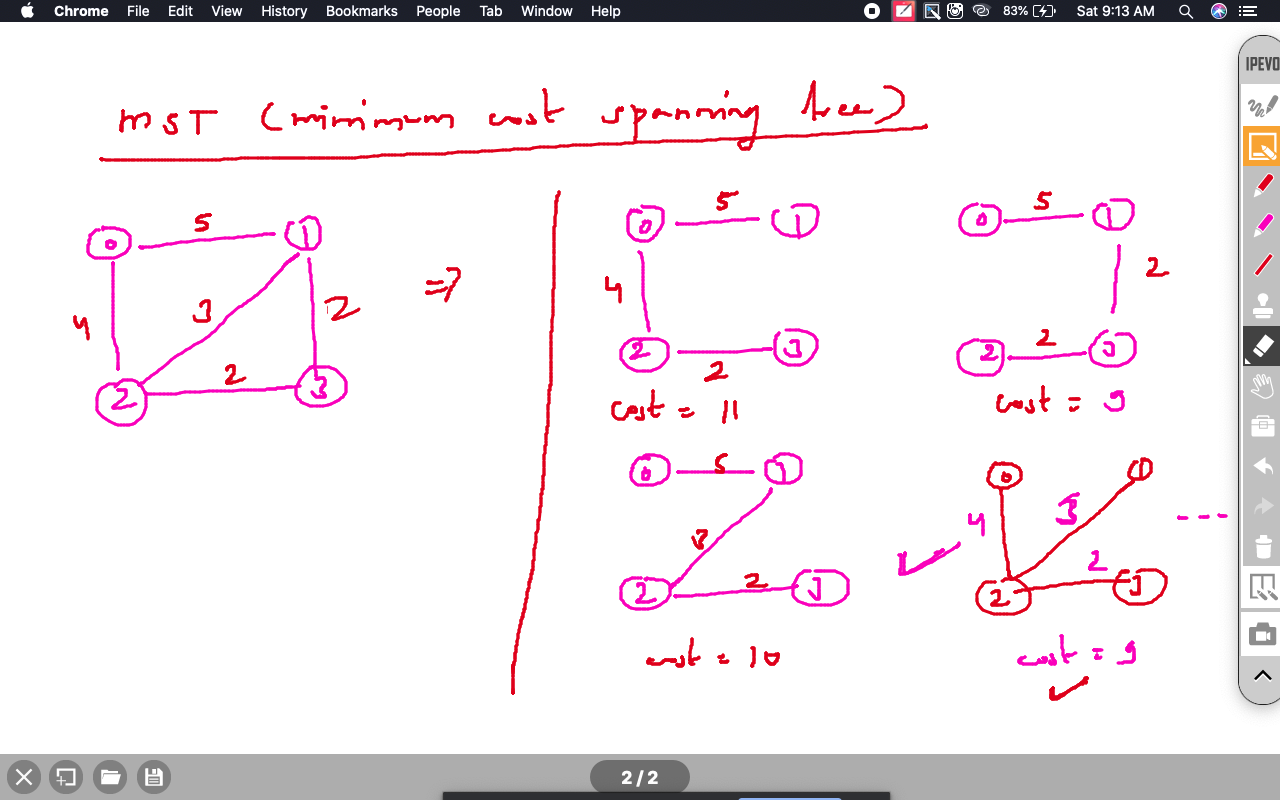 Chrome File Edit View History Bookmarks People Tab Window Help 83% Sat 9:13 AM
IPEVO
MST (minimum cost spanning tree)
0 5 1
4 3 2
2 2 3
=>
0 5 1
4
2 2 3
cost = 11
0 5 1
2
2 2 3
cost = 9
0 5 1
3
2 2 3
cost = 10
0 1
4 3
2 2 3
---
cost = 9
2 / 2